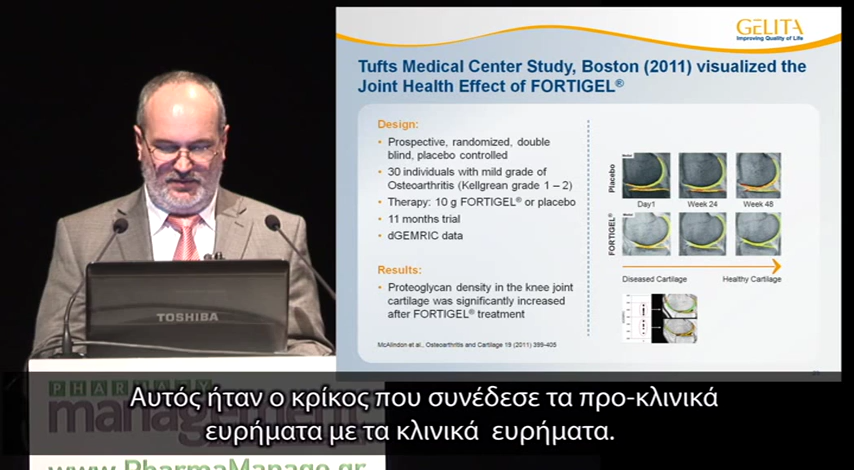 GELITA
Improving Quality of Life
Tufts Medical Center Study, Boston (2011) visualized the
Joint Health Effect of FORTIGEL®
Design:
• Prospective, randomized, double
blind, placebo controlled
• 30 individuals with mild grade of
Osteoarthritis (Kellgrean grade 1 – 2)
• Therapy: 10 g FORTIGEL® or placebo
• 11 months trial
• dGEMRIC data
Results:
• Proteoglycan density in the knee joint
cartilage was significantly increased
after FORTIGEL® treatment
McAlindon et al., Osteoarthritis and Cartilage 19 (2011) 399-405
Placebo
Day1 Week 24 Week 48
FORTIGEL®
Diseased Cartilage Healthy Cartilage
TOSHIBA
PHARMACY
management
www.PharmaManage.gr
Αυτός ήταν ο κρίκος που συνέδεσε τα προ-κλινικά
ευρήματα με τα κλινικά ευρήματα.